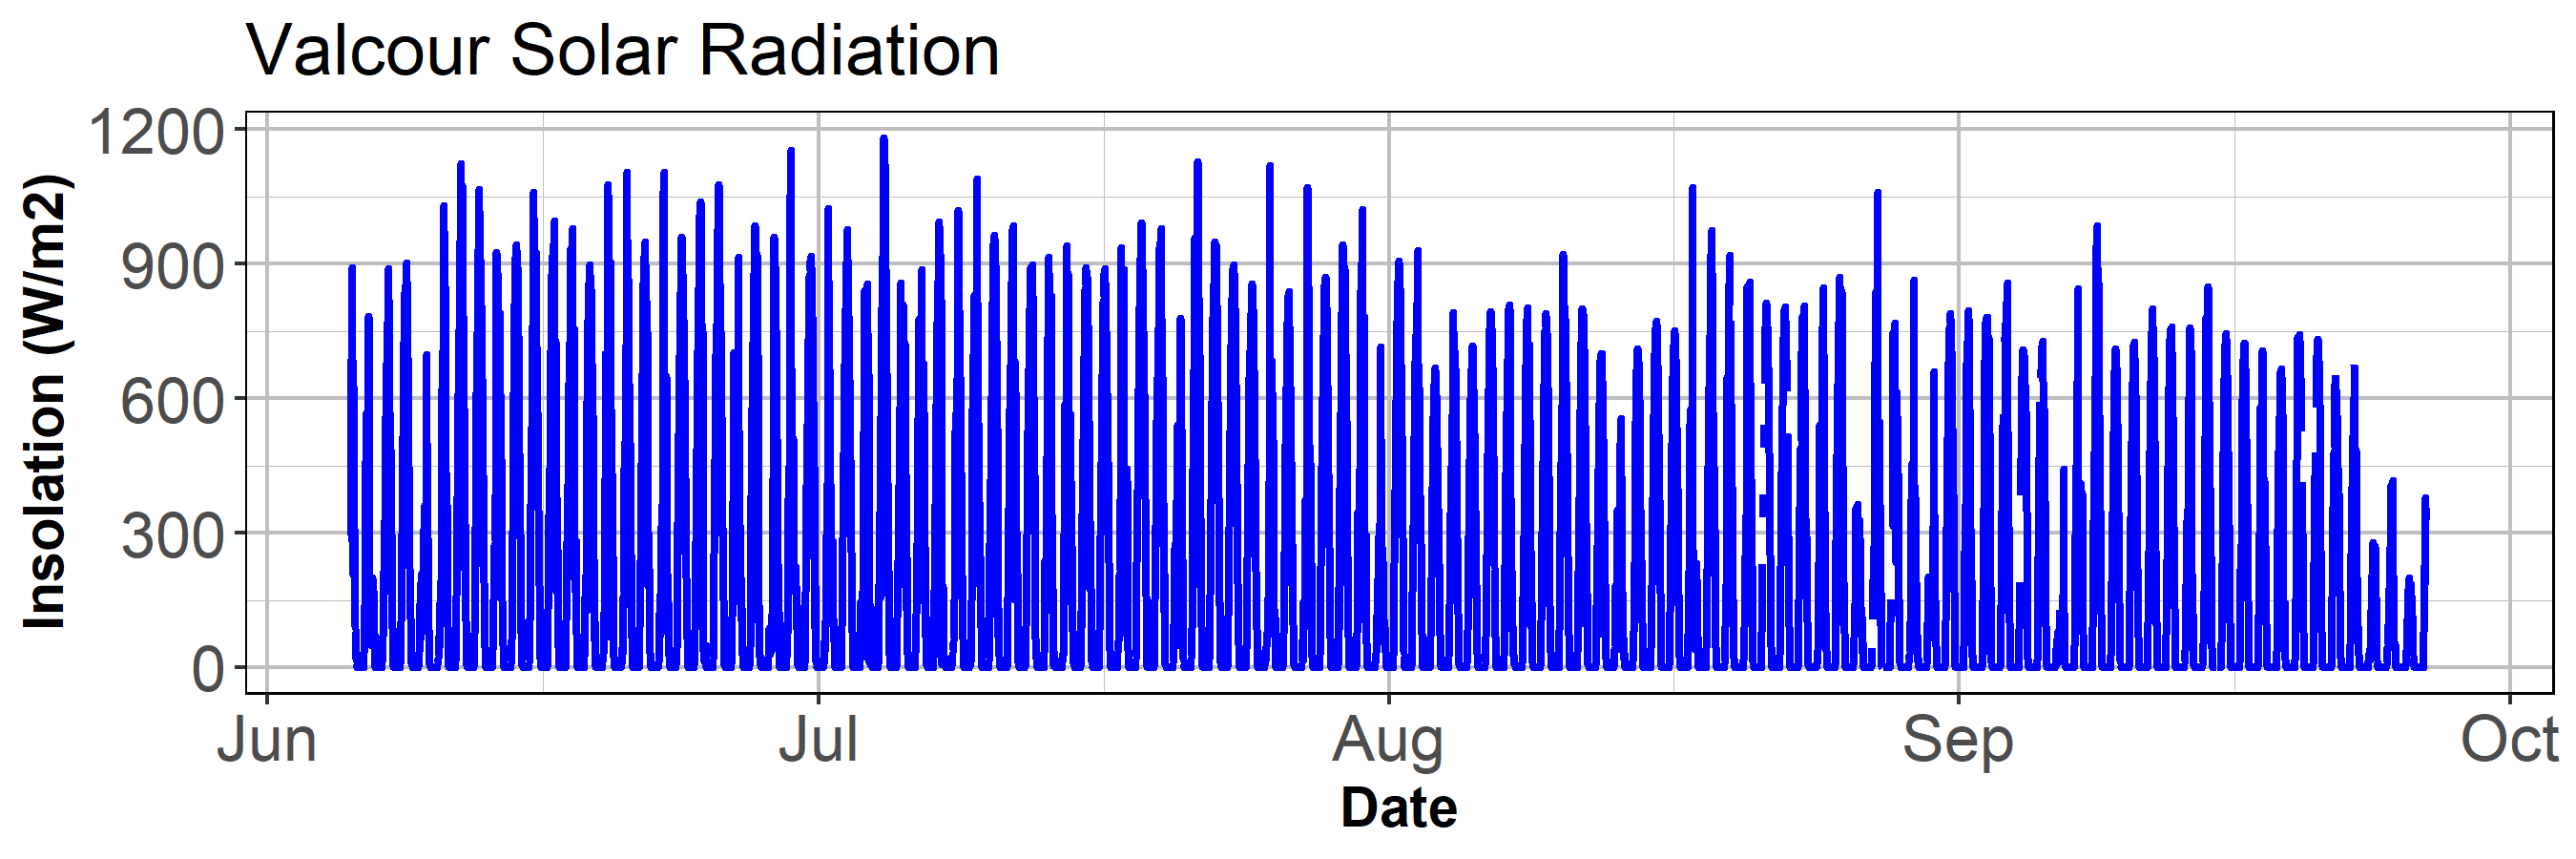 Valcour Solar Radiation
1200
900
600
300
0
Insolation (W/m2)
Jun Jul Aug Sep Oct
Date